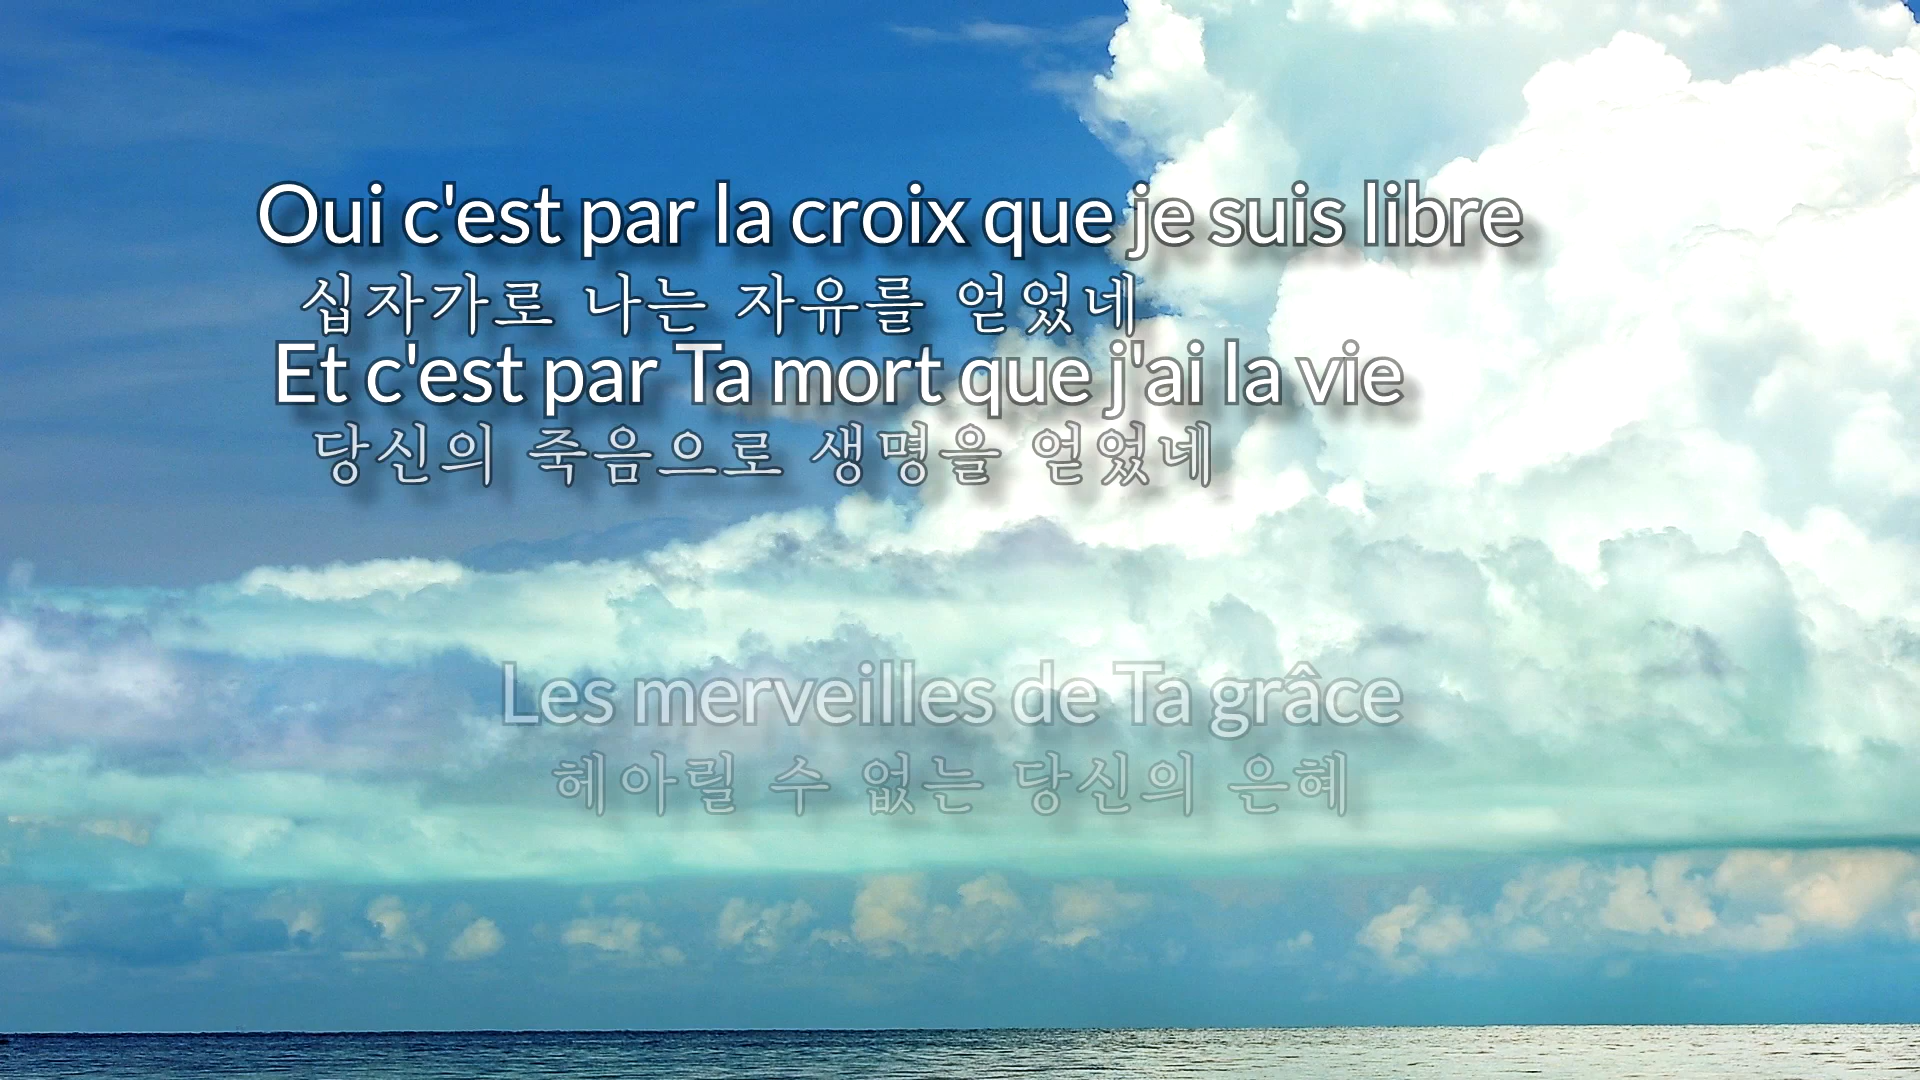 Oui c'est par la croix que je suis libre
십자가로 나는 자유를 얻었네
Et c'est par Ta mort que j'ai la vie
당신의 죽음으로 생명을 얻었네
Les merveilles de Ta grâce
헤아릴 수 없는 당신의 은혜